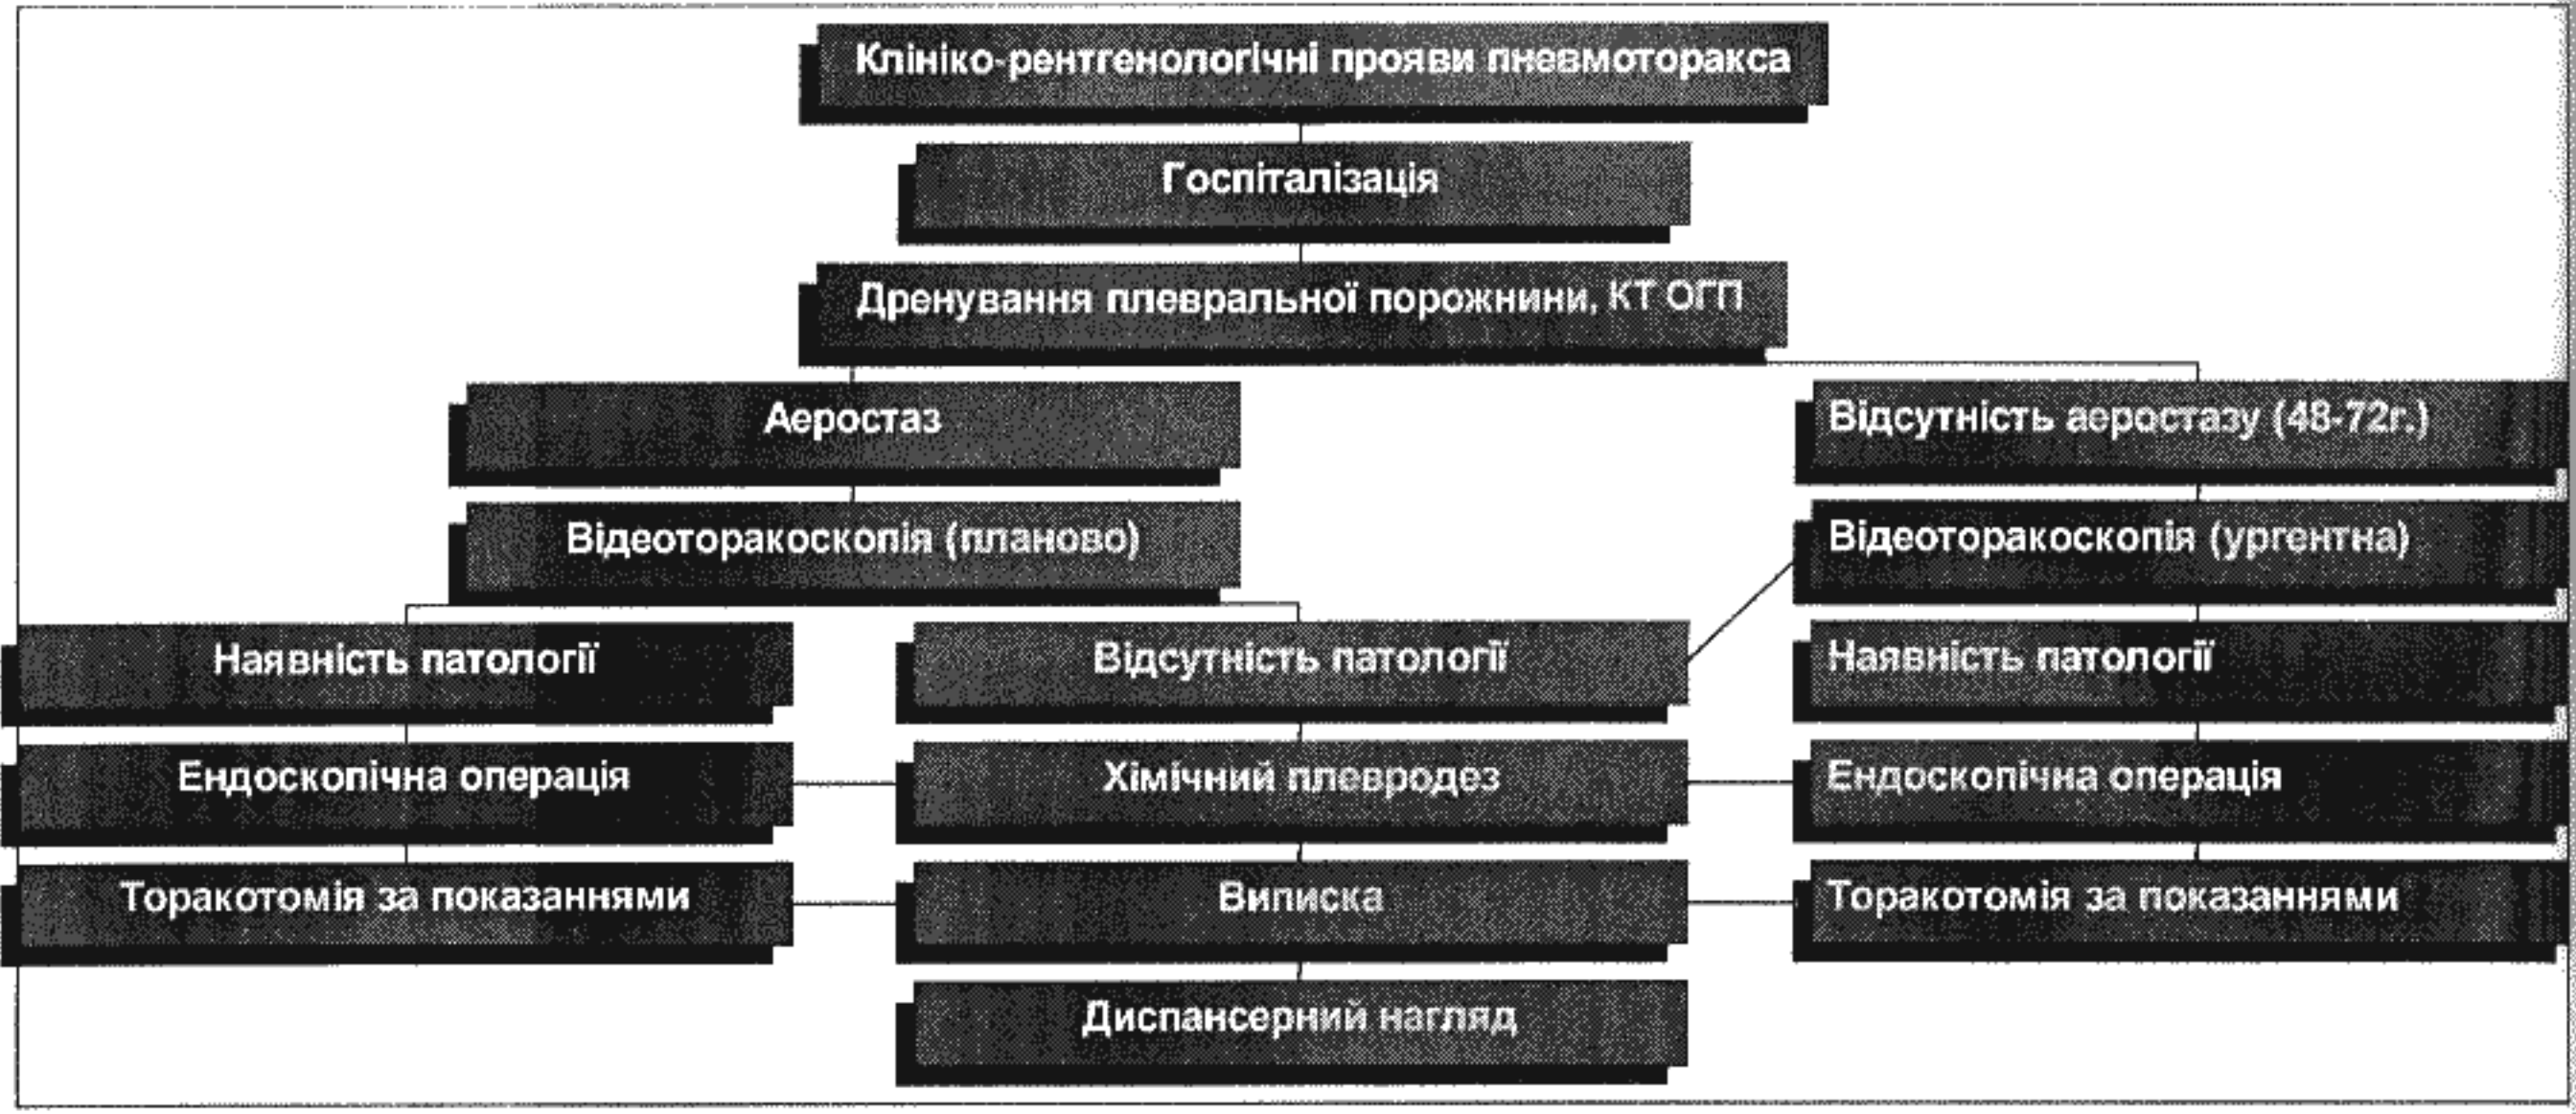 Клініко-рентгенологічні прояви пневмоторакса
Госпіталізація
Дренування плевральної порожнини, КТ ОГП
Аеростаз
Відсутність аеростазу (48-72г.)
Відеоторакоскопія (планово)
Відеоторакоскопія (ургентна)
Наявність патології
Відсутність патології
Наявність патології
Ендоскопічна операція
Хімічний плевродез
Ендоскопічна операція
Торакотомія за показаннями
Виписка
Торакотомія за показаннями
Диспансерний нагляд